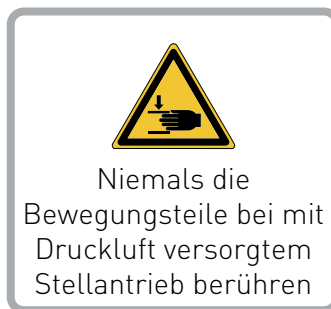 Niemals die
Bewegungsteile bei mit
Druckluft versorgtem
Stellantrieb berühren